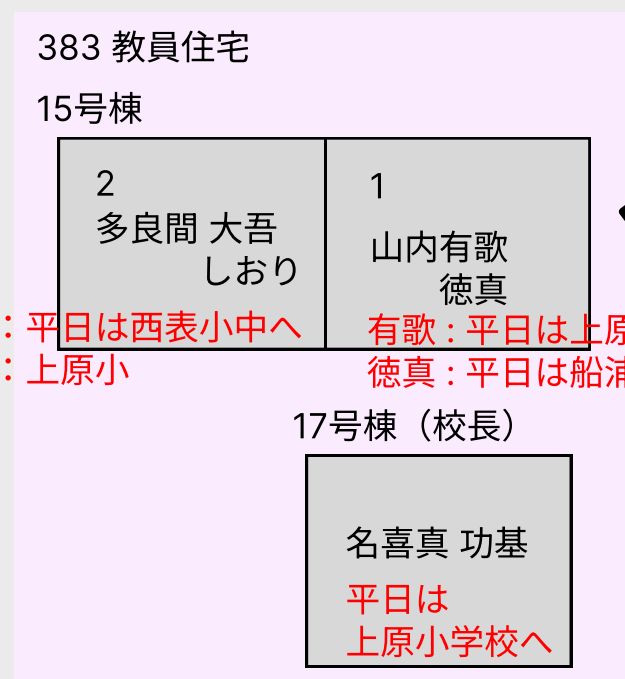 383 教員住宅
15号棟
2
多良間 大吾
しおり
：平日は西表小中へ
：上原小
1
山内有歌
徳真
有歌：平日は上原
徳真：平日は船浦
17号棟（校長）
名喜真 功基
平日は
上原小学校へ